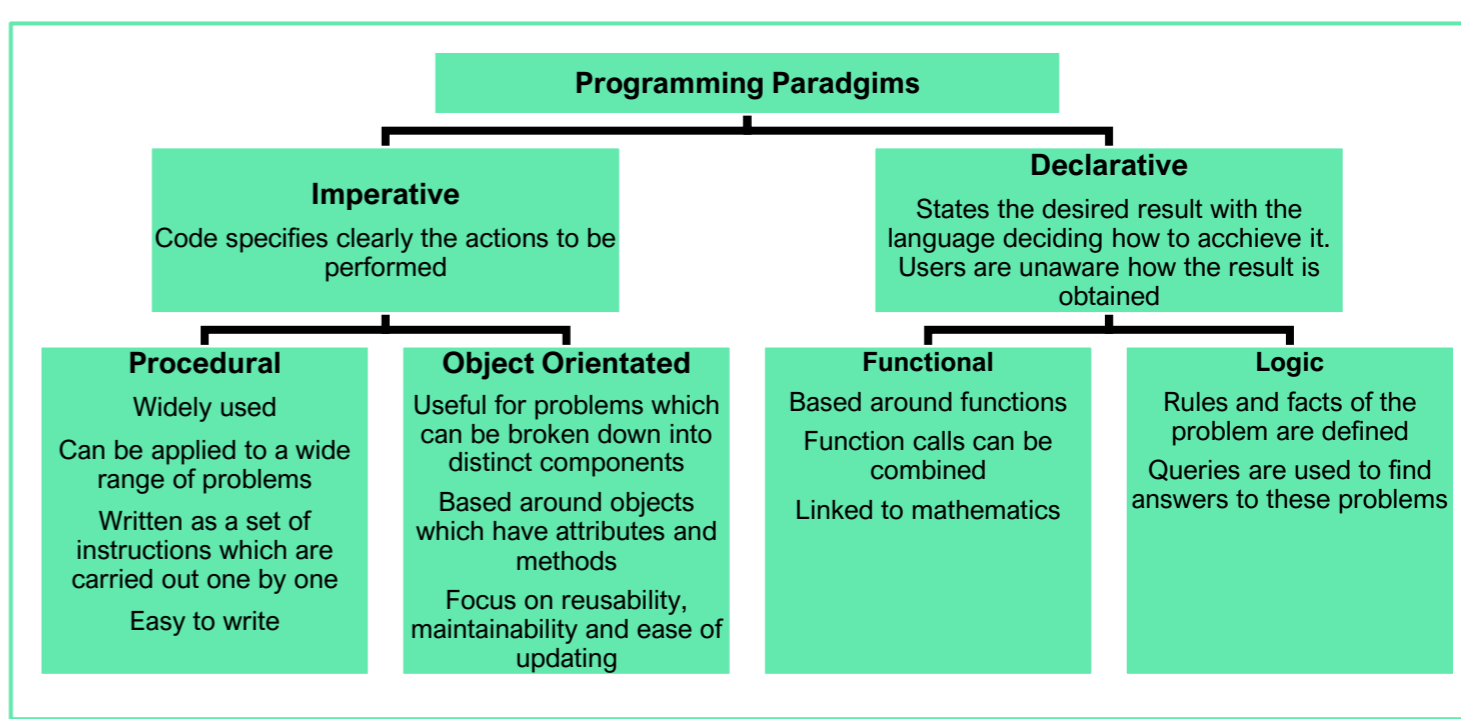 Programming Paradgims
Imperative
Code specifies clearly the actions to be
performed
Declarative
States the desired result with the
language deciding how to acchieve it.
Users are unaware how the result is
obtained
Procedural
Widely used
Can be applied to a wide
range of problems
Written as a set of
instructions which are
carried out one by one
Easy to write
Object Orientated
Useful for problems which
can be broken down into
distinct components
Based around objects
which have attributes and
methods
Focus on reusability,
maintainability and ease of
updating
Functional
Based around functions
Function calls can be
combined
Linked to mathematics
Logic
Rules and facts of the
problem are defined
Queries are used to find
answers to these problems